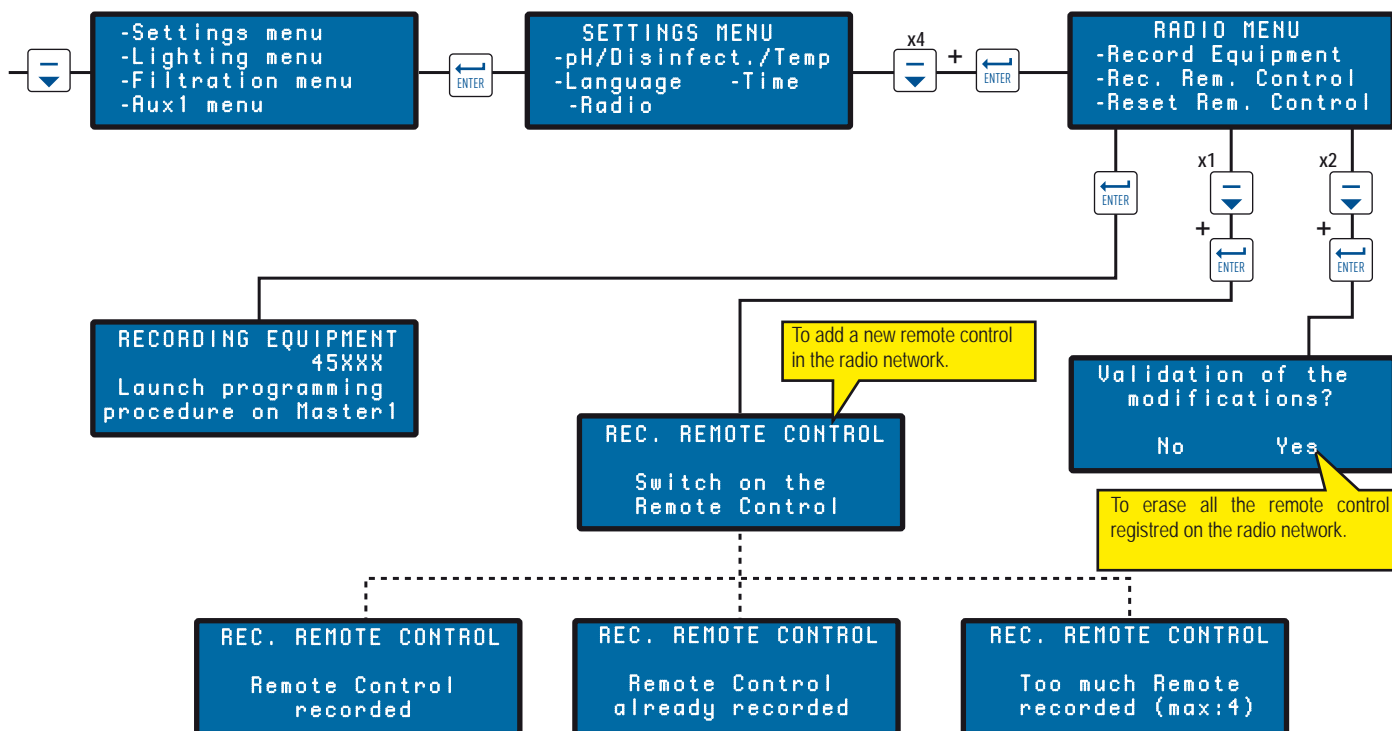 -Settings menu
-Lighting menu
-Filtration menu
-Aux1 menu
ENTER
SETTINGS MENU
-pH/Disinfect./Temp
-Language -Time
-Radio
x4
+
ENTER
RADIO MENU
-Record Equipment
-Rec. Rem. Control
-Reset Rem. Control
ENTER
x1
+
ENTER
x2
+
ENTER
RECORDING EQUIPMENT
45XXX
Launch programming
procedure on Master1
To add a new remote control
in the radio network.
REC. REMOTE CONTROL
Switch on the
Remote Control
Validation of the
modifications?
No Yes
To erase all the remote control
registred on the radio network.
REC. REMOTE CONTROL
Remote Control
recorded
REC. REMOTE CONTROL
Remote Control
already recorded
REC. REMOTE CONTROL
Too much Remote
recorded (max:4)